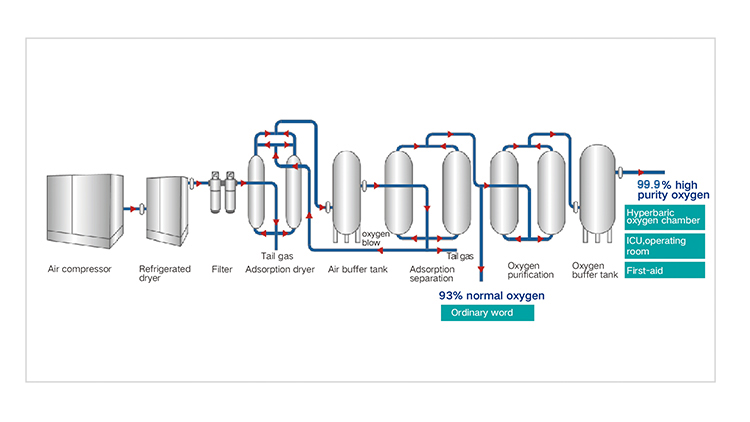 Air compressor
Refrigerated
dryer
Filter
Tail gas
Adsorption dryer
oxygen
blow
Air buffer tank
Tail gas
Adsorption
separation
93% normal oxygen
Ordinary word
Oxygen
purification
Oxygen
buffer tank
99.9% high
purity oxygen
Hyperbaric
oxygen chamber
ICU,operating
room
First-aid